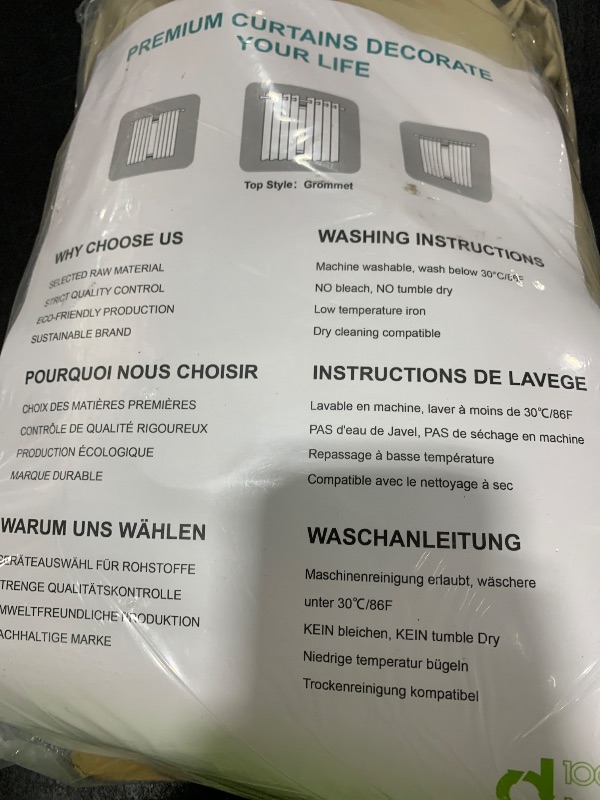 PREMIUM CURTAINS DECORATE
YOUR LIFE
Top Style: Grommet
WHY CHOOSE US
SELECTED RAW MATERIAL
STRICT QUALITY CONTROL
ECO-FRIENDLY PRODUCTION
SUSTAINABLE BRAND
WASHING INSTRUCTIONS
Machine washable, wash below 30°C/86F
NO bleach, NO tumble dry
Low temperature iron
Dry cleaning compatible
POURQUOI NOUS CHOISIR
CHOIX DES MATIÈRES PREMIÈRES
CONTRÔLE DE QUALITÉ RIGOUREUX
PRODUCTION ÉCOLOGIQUE
MARQUE DURABLE
INSTRUCTIONS DE LAVEGE
Lavable en machine, laver à moins de 30℃/86F
PAS d'eau de Javel, PAS de séchage en machine
Repassage à basse température
Compatible avec le nettoyage à sec
WARUM UNS WÄHLEN
GERÄTEAUSWÄHL FÜR ROHSTOFFE
TRENGE QUALITÄTSKONTROLLE
MWELTFREUNDLICHE PRODUKTION
ACHHALTIGE MARKE
WASCHANLEITUNG
Maschinenreinigung erlaubt, wäschere
unter 30℃/86F
KEIN bleichen, KEIN tumble Dry
Niedrige temperatur bügeln
Trockenreinigung kompatibel
100